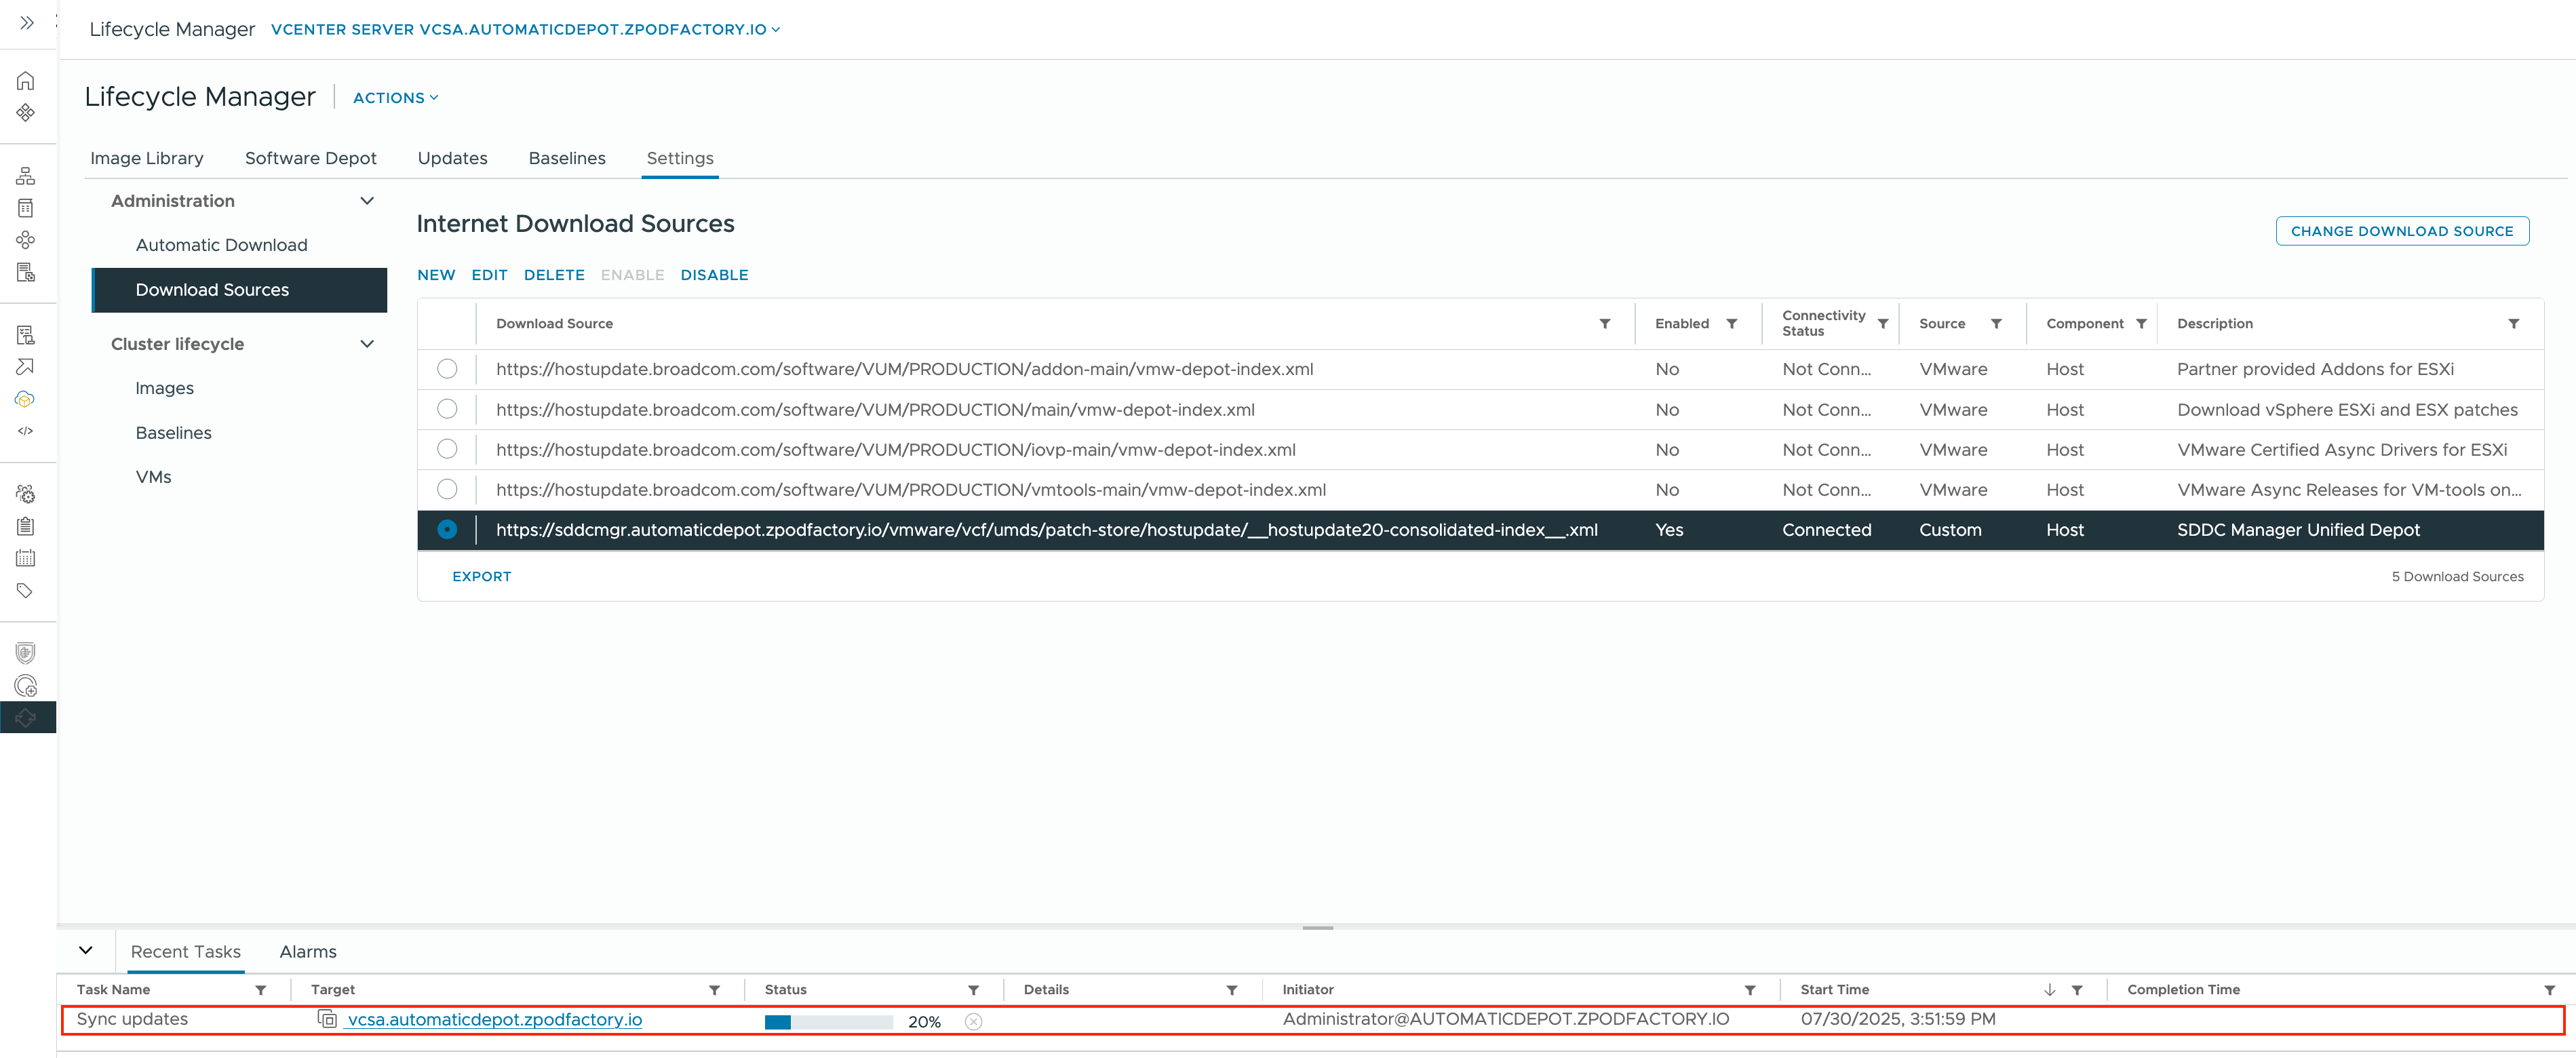 Lifecycle Manager VCENTER SERVER VCSA.AUTOMATICDEPOT.ZPODFACTORY.IO
Lifecycle Manager ACTIONS
Image Library Software Depot Updates Baselines Settings
Administration
Automatic Download
Download Sources
Cluster lifecycle
Images
Baselines
VMs
Internet Download Sources
CHANGE DOWNLOAD SOURCE
NEW EDIT DELETE ENABLE DISABLE
Download Source Enabled Connectivity Status Source Component Description
https://hostupdate.broadcom.com/software/VUM/PRODUCTION/addon-main/vmw-depot-index.xml No Not Conn... VMware Host Partner provided Addons for ESXi
https://hostupdate.broadcom.com/software/VUM/PRODUCTION/main/vmw-depot-index.xml No Not Conn... VMware Host Download vSphere ESXi and ESX patches
https://hostupdate.broadcom.com/software/VUM/PRODUCTION/iovp-main/vmw-depot-index.xml No Not Conn... VMware Host VMware Certified Async Drivers for ESXi
https://hostupdate.broadcom.com/software/VUM/PRODUCTION/vmtools-main/vmw-depot-index.xml No Not Conn... VMware Host VMware Async Releases for VM-tools on...
https://sddcmgr.automaticdepot.zpodfactory.io/vmware/vcf/umds/patch-store/hostupdate/__hostupdate20-consolidated-index__.xml Yes Connected Custom Host SDDC Manager Unified Depot
EXPORT 5 Download Sources
Recent Tasks Alarms
Task Name Target Status Details Initiator Start Time Completion Time
Sync updates vcsa.automaticdepot.zpodfactory.io 20% Administrator@AUTOMATICDEPOT.ZPODFACTORY.IO 07/30/2025, 3:51:59 PM